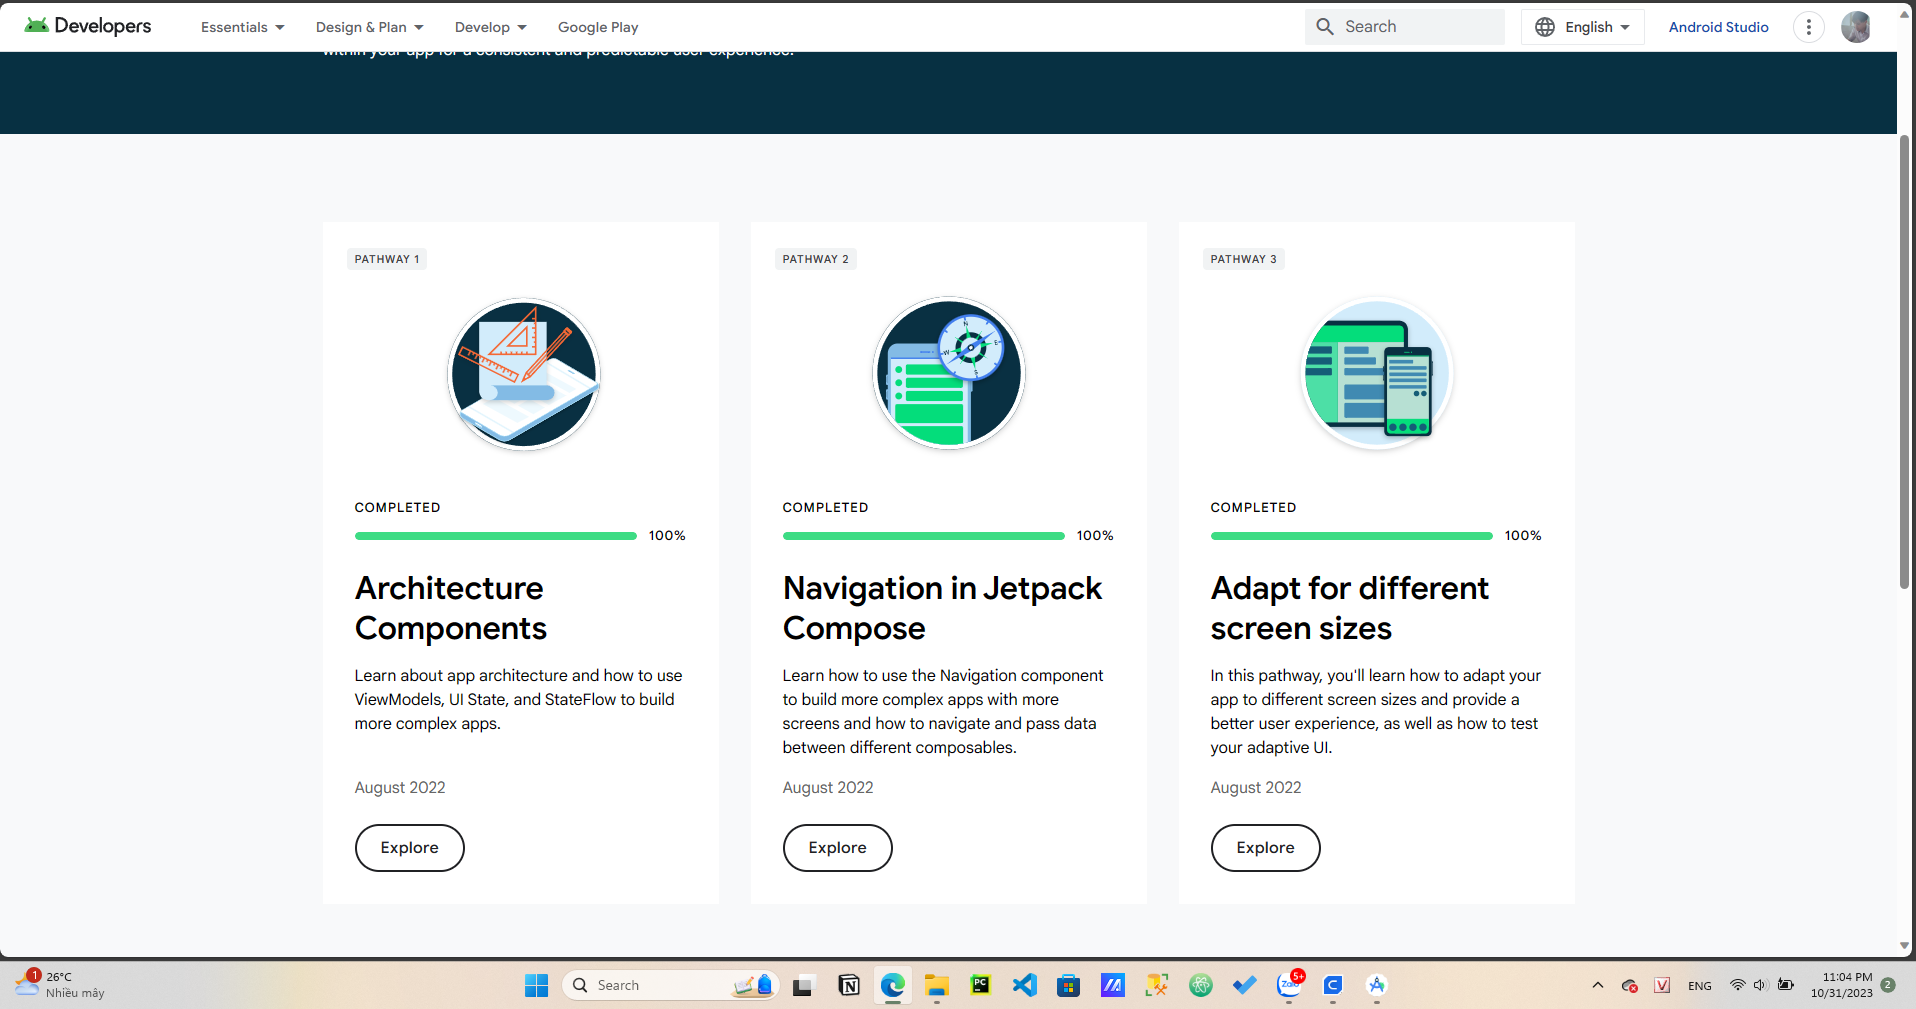 Developers
Essentials
Design & Plan
Develop
Google Play
Search
English
Android Studio
within your app for a consistent and predictable user experience.
PATHWAY 1
COMPLETED
100%
Architecture
Components
Learn about app architecture and how to use
ViewModels, UI State, and StateFlow to build
more complex apps.
August 2022
Explore
PATHWAY 2
N
E
S
W
COMPLETED
100%
Navigation in Jetpack
Compose
Learn how to use the Navigation component
to build more complex apps with more
screens and how to navigate and pass data
between different composables.
August 2022
Explore
PATHWAY 3
COMPLETED
100%
Adapt for different
screen sizes
In this pathway, you'll learn how to adapt your
app to different screen sizes and provide a
better user experience, as well as how to test
your adaptive UI.
August 2022
Explore
1
26°C
Nhiều mây
Search
N
PC
Zalo
5+
C
V
ENG
11:04 PM
10/31/2023
2